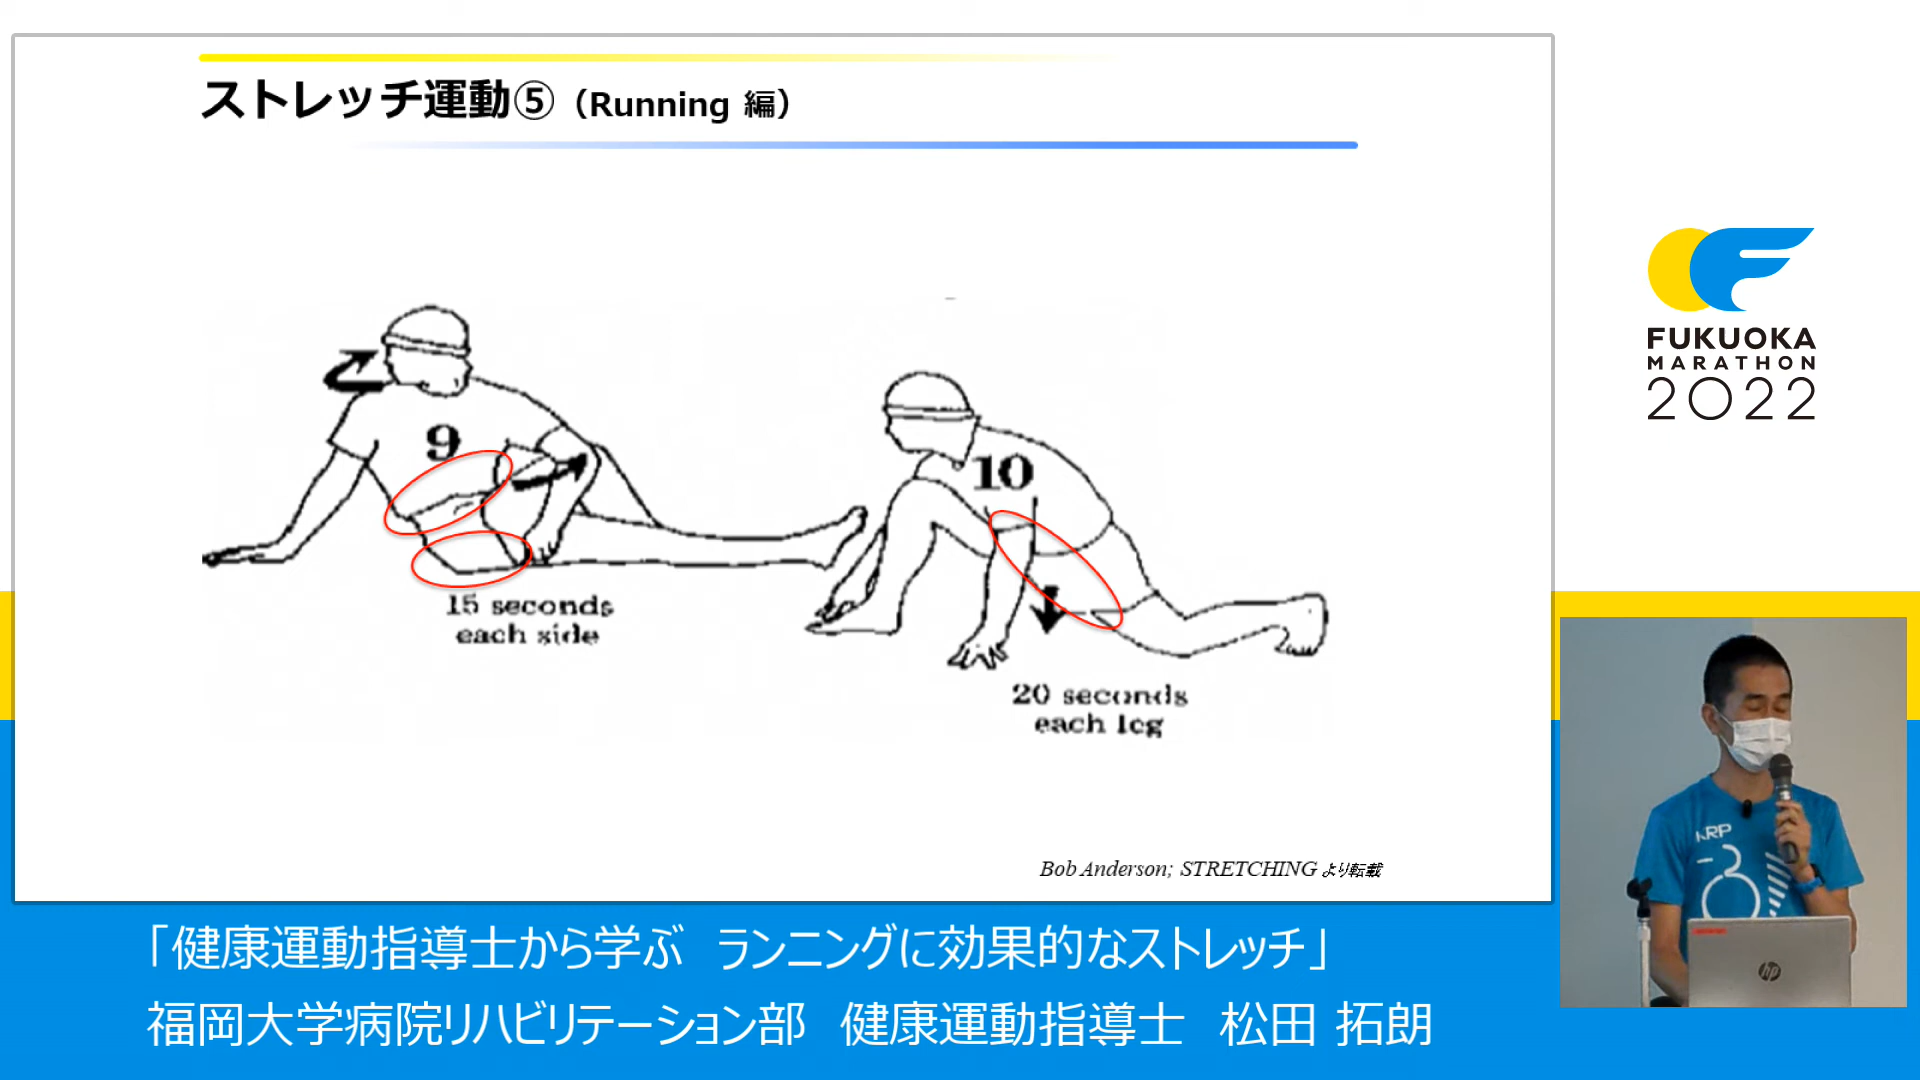 ストレッチ運動⑤（Running 編）
9
15 seconds
each side
10
20 seconds
each leg
Bob Anderson; STRETCHING より転載
FUKUOKA
MARATHON
2022
ARP
hp
「健康運動指導士から学ぶ　ランニングに効果的なストレッチ」
福岡大学病院リハビリテーション部　健康運動指導士　松田 拓朗